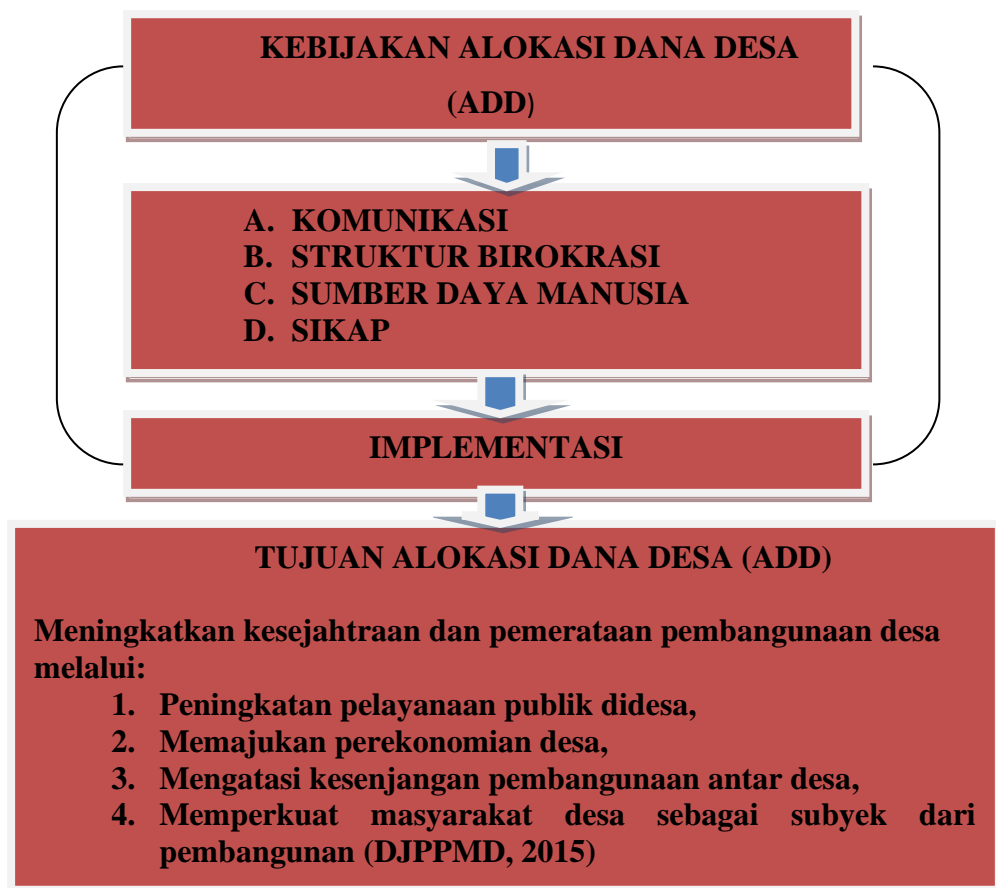 KEBIJAKAN ALOKASI DANA DESA
(ADD)
A. KOMUNIKASI
B. STRUKTUR BIROKRASI
C. SUMBER DAYA MANUSIA
D. SIKAP
IMPLEMENTASI
TUJUAN ALOKASI DANA DESA (ADD)
Meningkatkan kesejahtraan dan pemerataan pembangunaan desa
melalui:
1. Peningkatan pelayanaan publik didesa,
2. Memajukan perekonomian desa,
3. Mengatasi kesenjangan pembangunaan antar desa,
4. Memperkuat masyarakat desa sebagai subyek dari
pembangunan (DJPPMD, 2015)